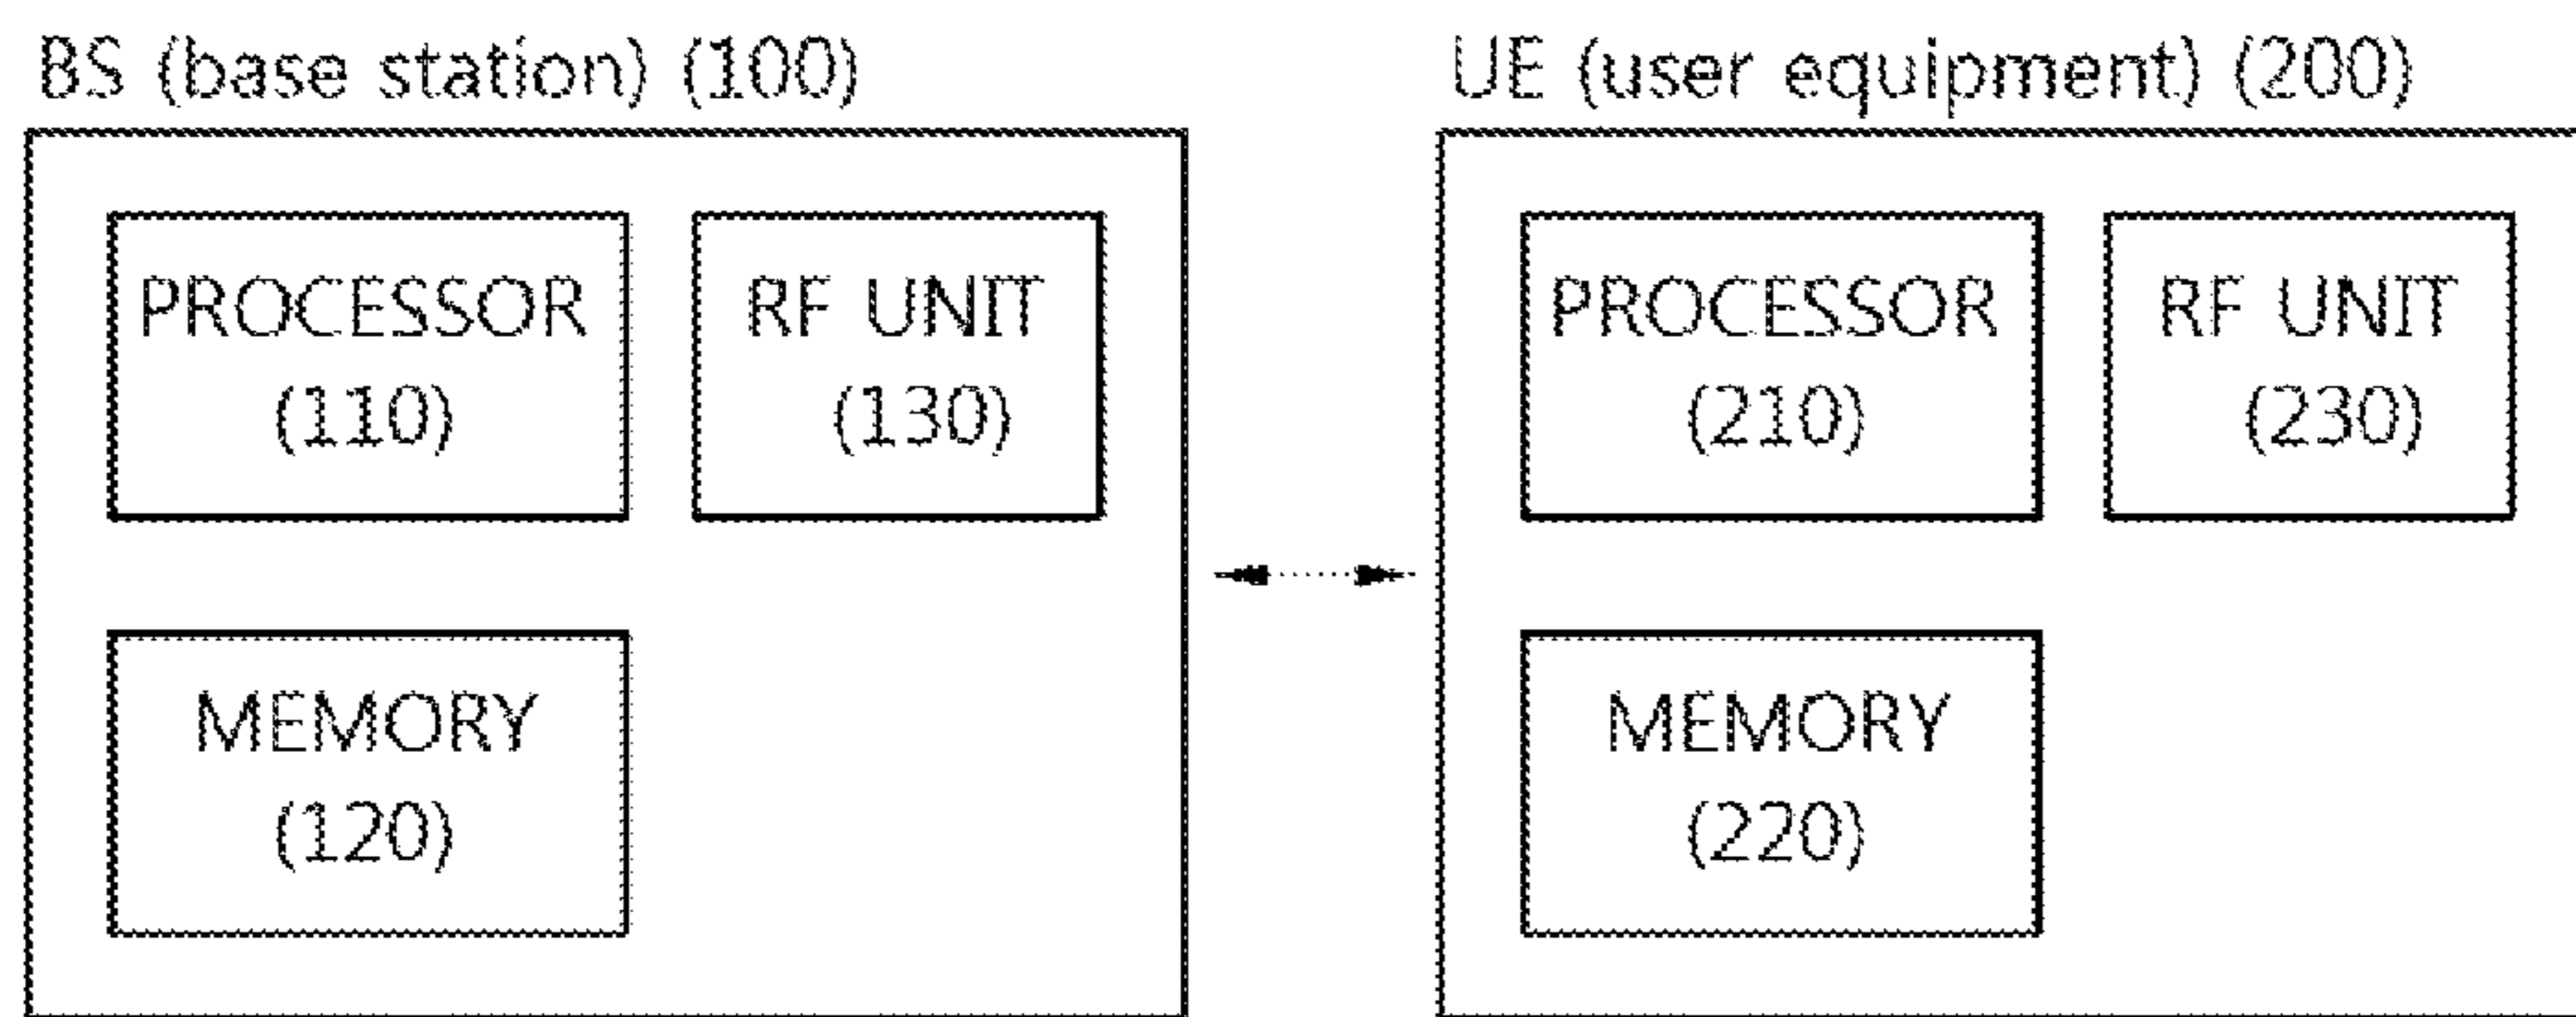 BS (base station) (100)
PROCESSOR
(110)
RF UNIT
(130)
MEMORY
(120)
UE (user equipment) (200)
PROCESSOR
(210)
RF UNIT
(230)
MEMORY
(220)